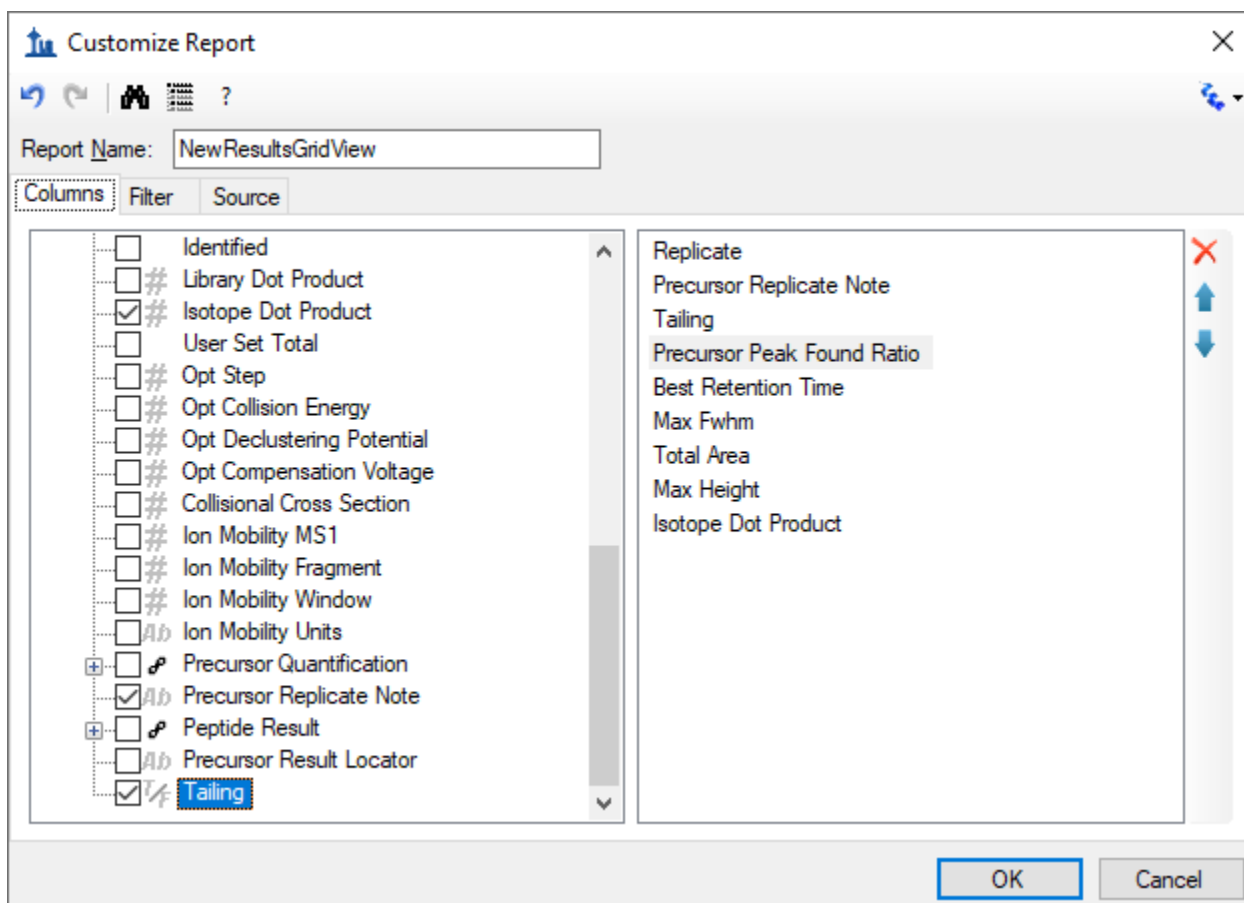 Customize Report
?
Report Name: NewResultsGridView
Columns Filter Source
Identified
# Library Dot Product
# Isotope Dot Product
User Set Total
# Opt Step
# Opt Collision Energy
# Opt Declustering Potential
# Opt Compensation Voltage
# Collisional Cross Section
# Ion Mobility MS1
# Ion Mobility Fragment
# Ion Mobility Window
Ab Ion Mobility Units
Precursor Quantification
Ab Precursor Replicate Note
Peptide Result
Ab Precursor Result Locator
T/F Tailing
Replicate
Precursor Replicate Note
Tailing
Precursor Peak Found Ratio
Best Retention Time
Max Fwhm
Total Area
Max Height
Isotope Dot Product
OK Cancel